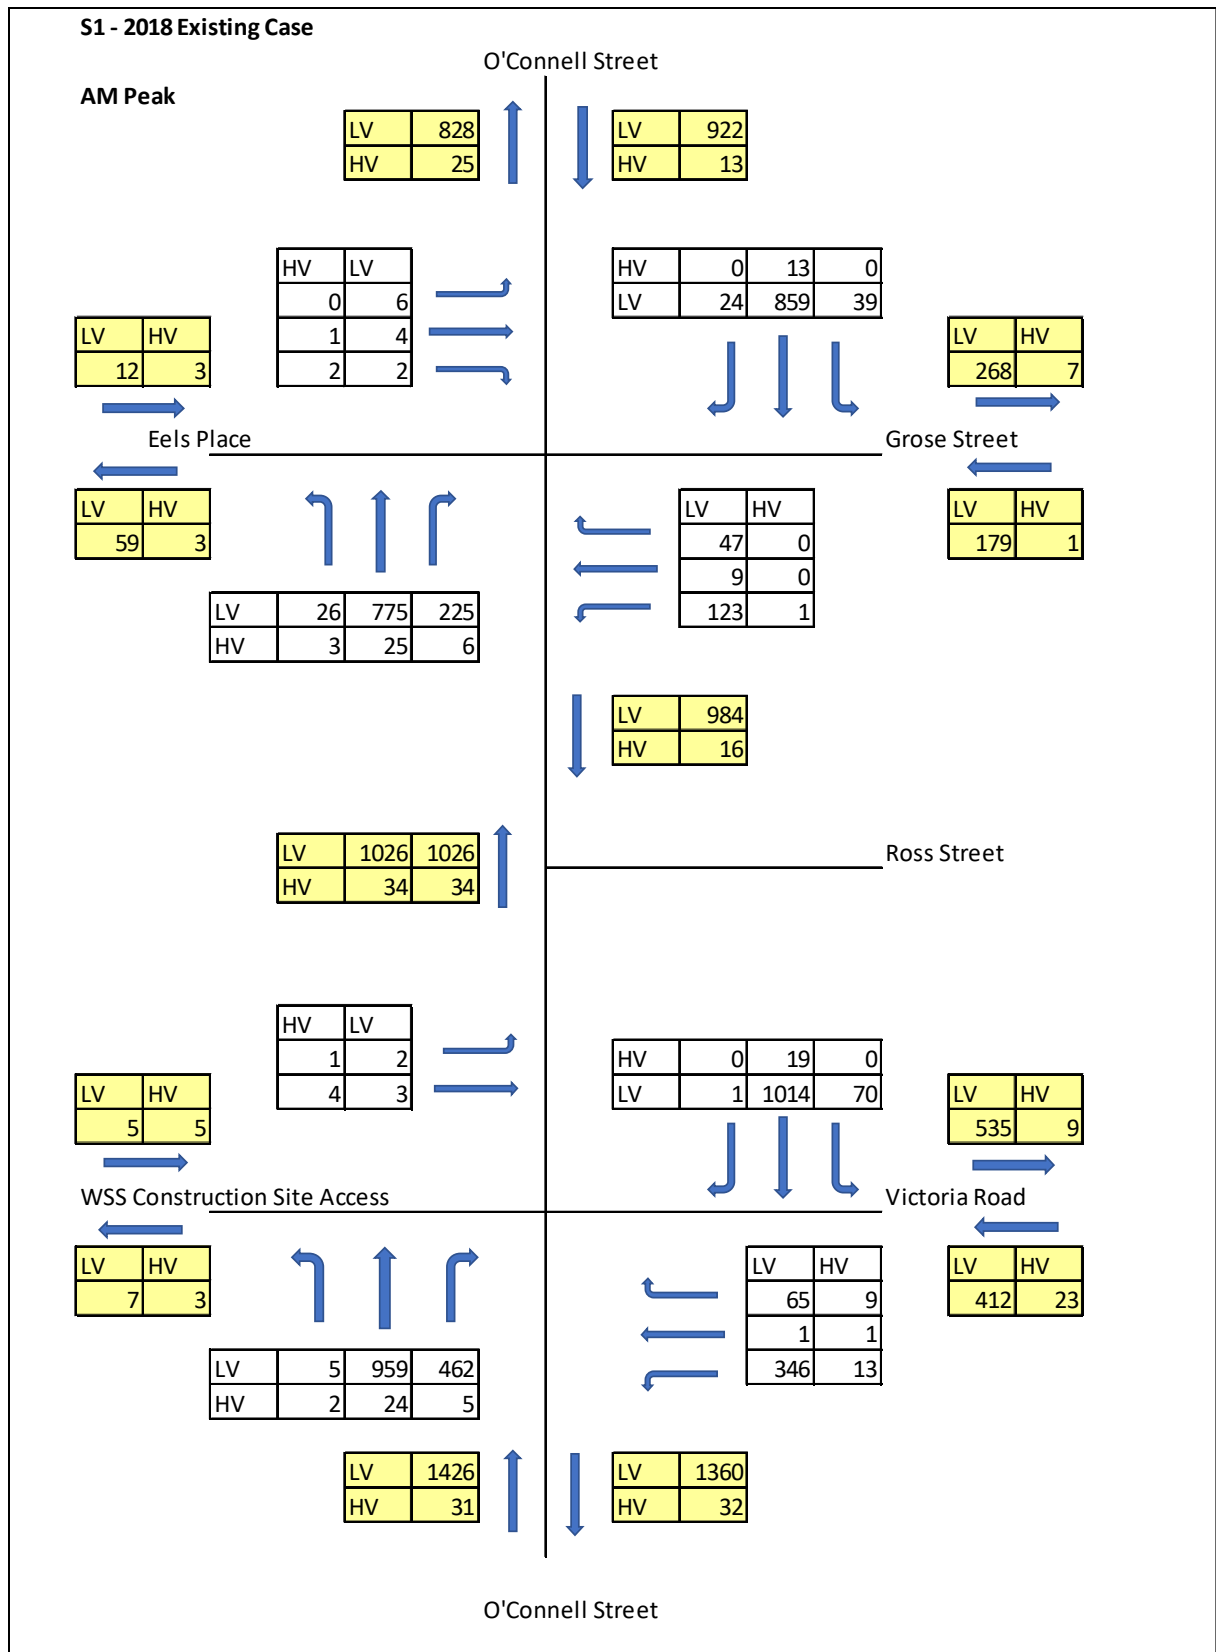 S1 - 2018 Existing Case
O'Connell Street
AM Peak
LV 828
HV 25
LV 922
HV 13
HV LV
0 6
1 4
2 2
HV 0 13 0
LV 24 859 39
LV HV
12 3
LV HV
268 7
Eels Place
Grose Street
LV HV
59 3
LV HV
47 0
9 0
123 1
LV HV
179 1
LV 26 775 225
HV 3 25 6
LV 984
HV 16
LV 1026 1026
HV 34 34
Ross Street
HV LV
1 2
4 3
HV 0 19 0
LV 1 1014 70
LV HV
5 5
LV HV
535 9
WSS Construction Site Access
Victoria Road
LV HV
7 3
LV HV
65 9
1 1
346 13
LV HV
412 23
LV 5 959 462
HV 2 24 5
LV 1426
HV 31
LV 1360
HV 32
O'Connell Street